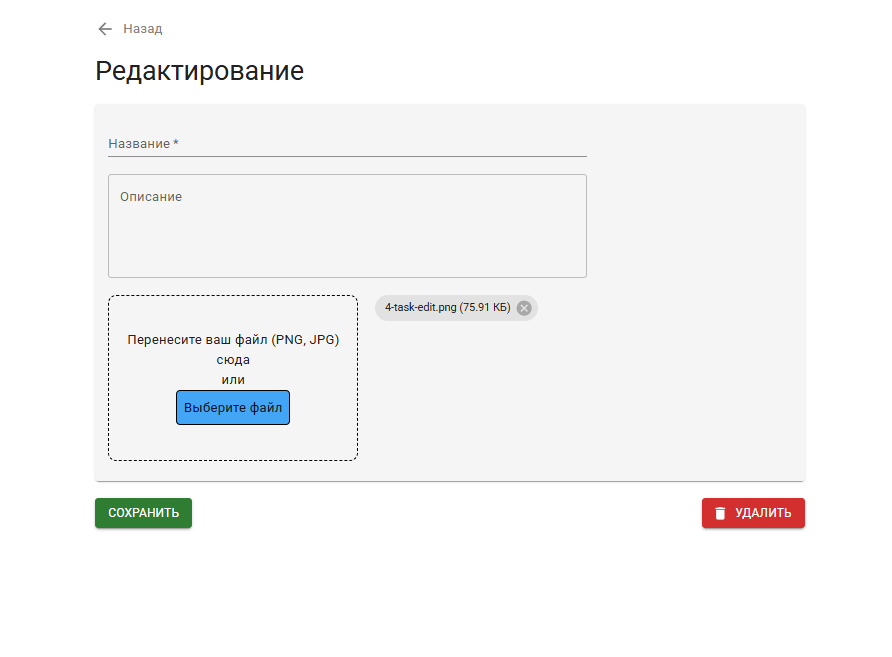 Назад
Редактирование
Название *
Описание
4-task-edit.png (75.91 КБ)
Перенесите ваш файл (PNG, JPG)
сюда
или
Выберите файл
СОХРАНИТЬ
УДАЛИТЬ